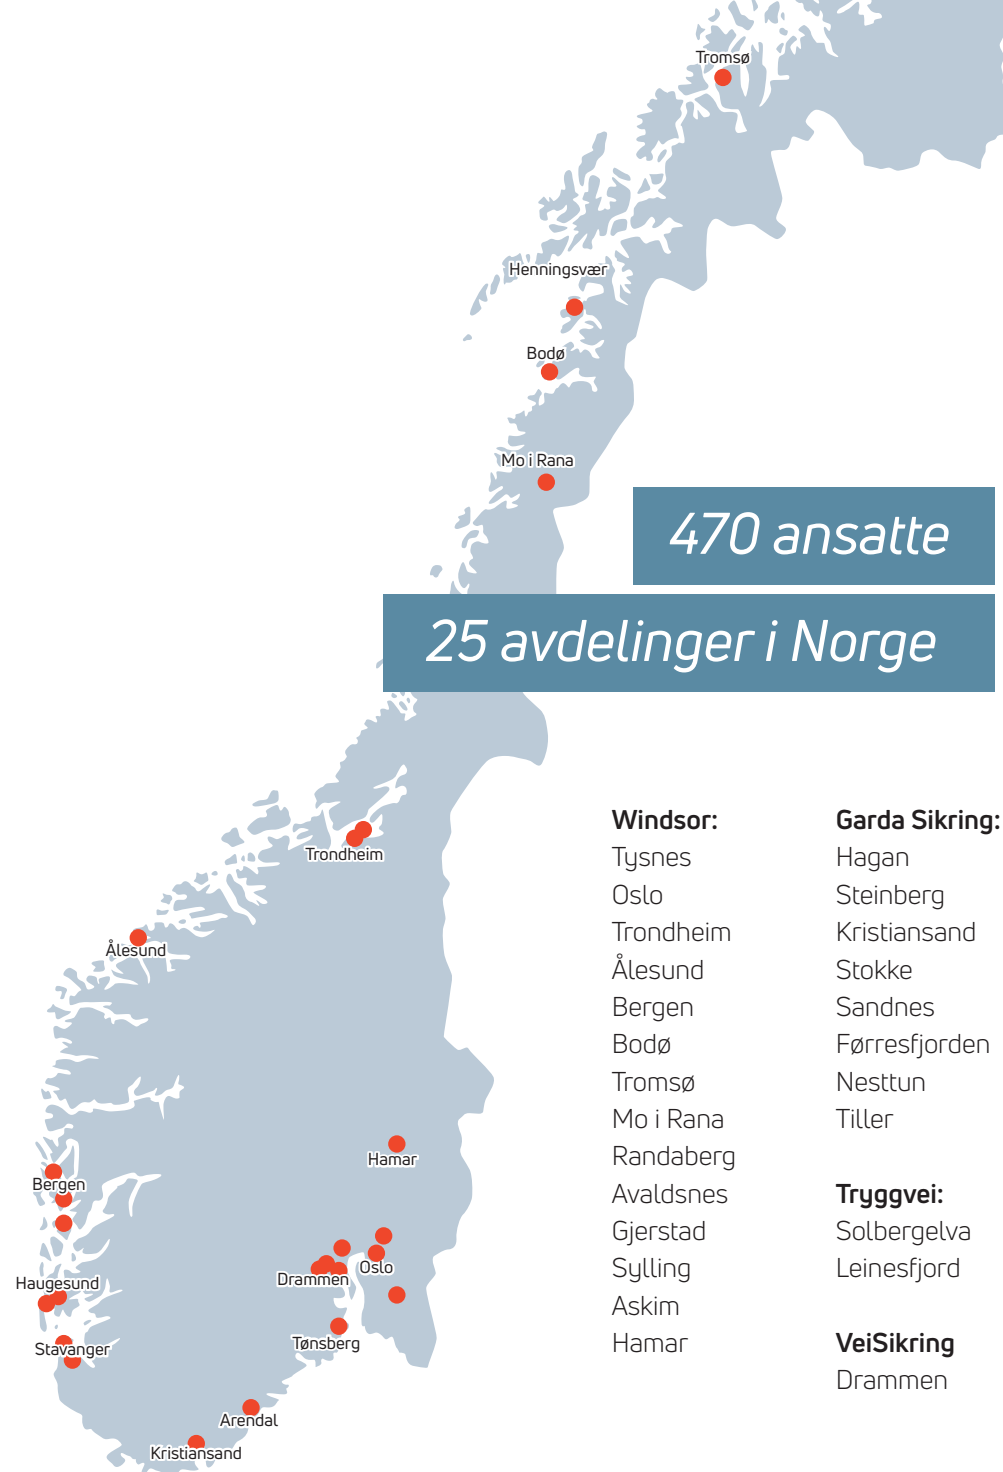 Tromsø
Henningsvær
Bodø
Mo i Rana
470 ansatte
25 avdelinger i Norge
Trondheim
Ålesund
Hamar
Bergen
Oslo
Drammen
Haugesund
Tønsberg
Stavanger
Arendal
Kristiansand
Windsor:
Tysnes
Oslo
Trondheim
Ålesund
Bergen
Bodø
Tromsø
Mo i Rana
Randaberg
Avaldsnes
Gjerstad
Sylling
Askim
Hamar
Garda Sikring:
Hagan
Steinberg
Kristiansand
Stokke
Sandnes
Førresfjorden
Nesttun
Tiller
Tryggvei:
Solbergelva
Leinesfjord
VeiSikring
Drammen